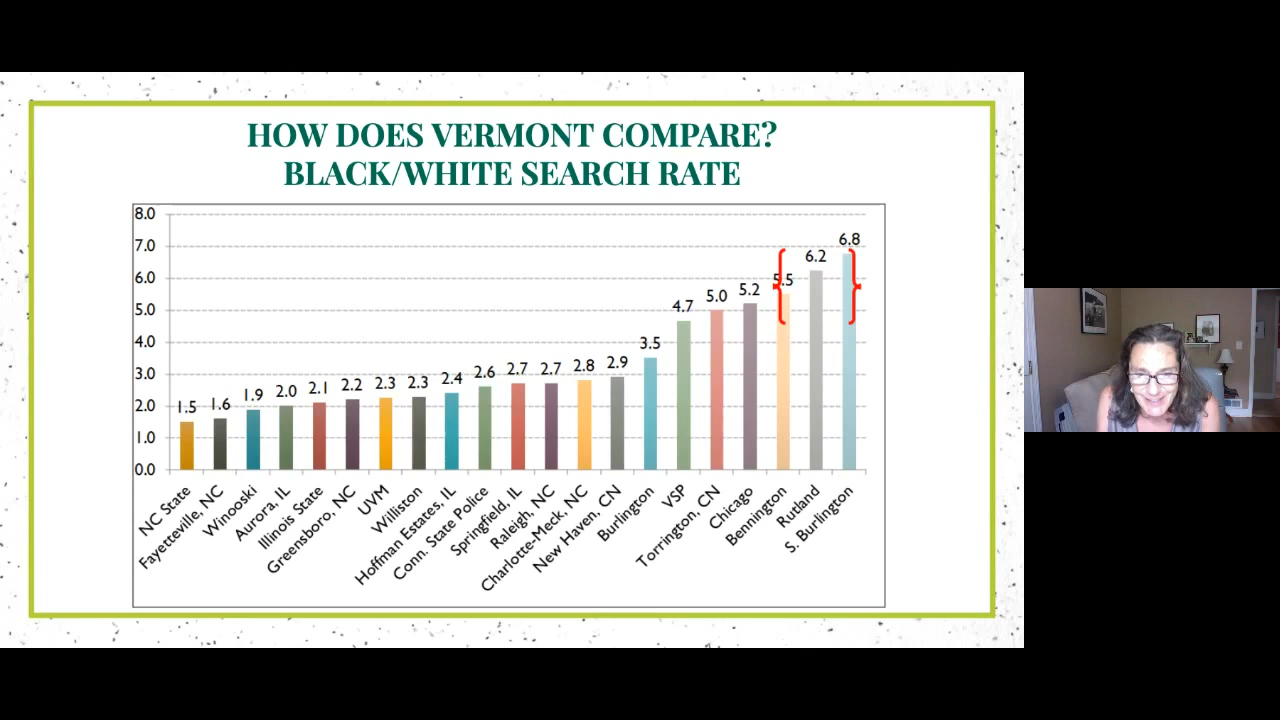 HOW DOES VERMONT COMPARE?
BLACK/WHITE SEARCH RATE
8.0
7.0
6.0
5.0
4.0
3.0
2.0
1.0
0.0
1.5
1.6
1.9
2.0
2.1
2.2
2.3
2.3
2.4
2.6
2.7
2.7
2.8
2.9
3.5
4.7
5.0
5.2
5.5
6.2
6.8
NC State
Fayetteville, NC
Winooski
Aurora, IL
Illinois State
Greensboro, NC
UVM
Williston
Hoffman Estates, IL
Conn. State Police
Springfield, IL
Raleigh, NC
Charlotte-Meck, NC
New Haven, CN
Burlington
VSP
Torrington, CN
Chicago
Bennington
Rutland
S. Burlington